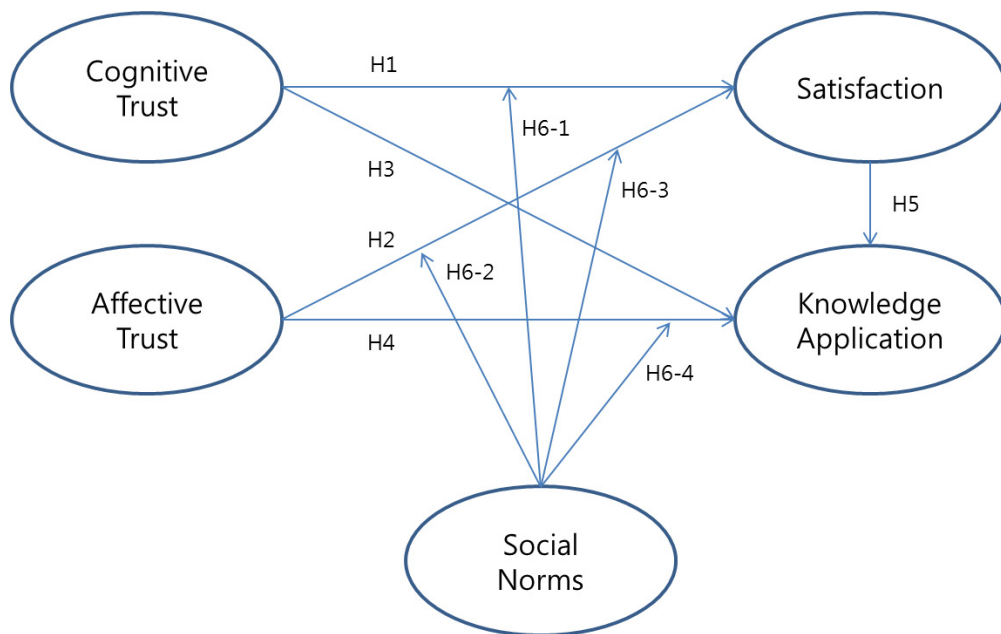 Cognitive
Trust
H1
Satisfaction
H6-1
H3
H6-3
H5
H2
H6-2
Affective
Trust
H4
Knowledge
Application
H6-4
Social
Norms